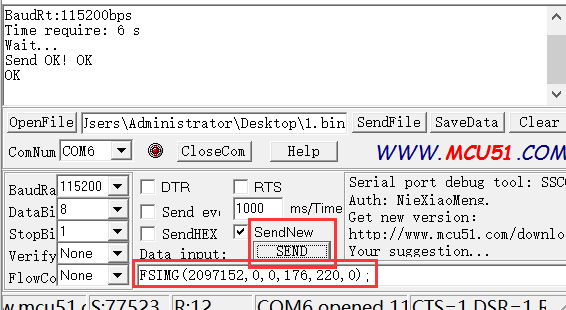 BaudRt:115200bps
Time require: 6 s
Wait...
Send OK! OK
OK
OpenFile Jsers\Administrator\Desktop\1.bin SendFile SaveData Clear
ComNum COM6 CloseCom Help WWW.MCU51.COM
BaudRa 115200 DTR RTS
DataBi 8 Send eve 1000 ms/Time
StopBi 1 SendHEX SendNew
Verify None Data input: SEND
FlowCo None FSIMG(2097152,0,0,176,220,0);
Serial port debug tool: SSCO
Auth: NieXiaoMeng.
Get new version:
http://www.mcu51.com/downlo
Your suggestion...
w.mcu51.c S:77523 R:12 COM6 opened 11 CTS=1 DSR=1 R